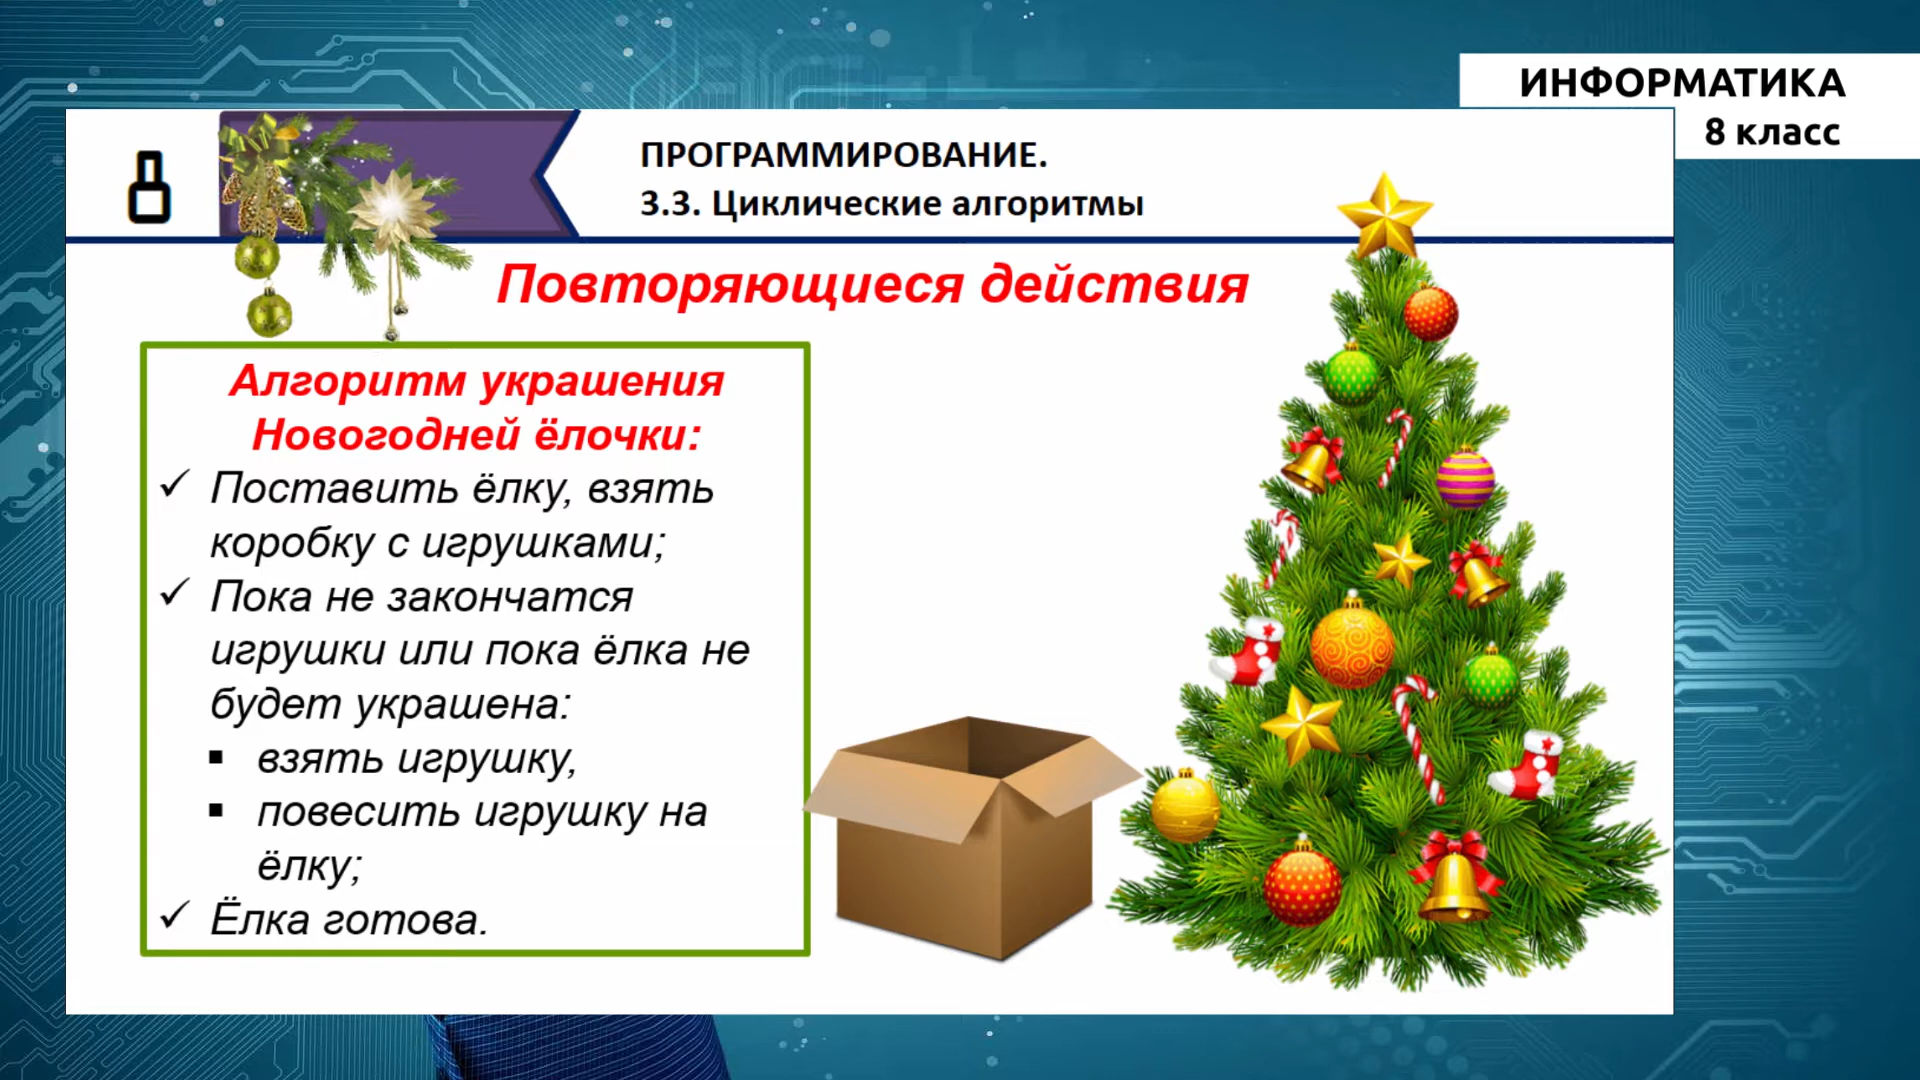 ИНФОРМАТИКА
8 класс
8
ПРОГРАММИРОВАНИЕ.
3.3. Циклические алгоритмы
Повторяющиеся действия
Алгоритм украшения
Новогодней ёлочки:
✓ Поставить ёлку, взять
коробку с игрушками;
✓ Пока не закончатся
игрушки или пока ёлка не
будет украшена:
▪ взять игрушку,
▪ повесить игрушку на
ёлку;
✓ Ёлка готова.